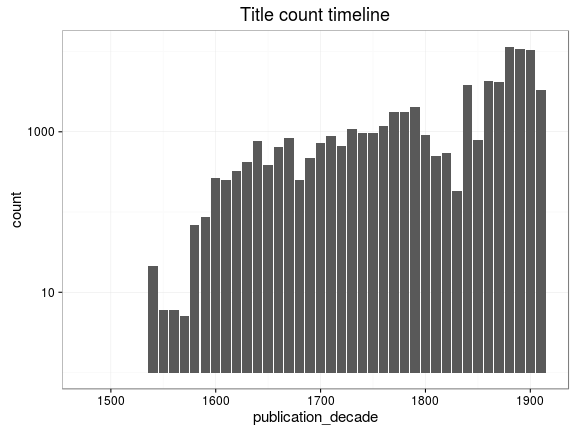 Title count timeline
count
1000
10
1500 1600 1700 1800 1900
publication_decade